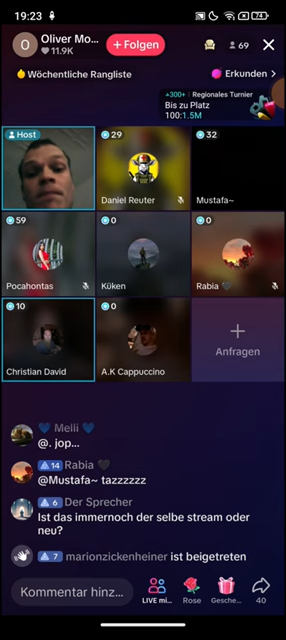 19:23
74
O
Oliver Mo...
11.9K
+ Folgen
69
Wöchentliche Rangliste
Erkunden >
+300↑ Regionales Turnier
Bis zu Platz
100:1.5M
Host
29
Daniel Reuter
32
Mustafa~
59
Pocahontas
0
Küken
0
Rabia 🖤
10
Christian David
0
A.K Cappuccino
+
Anfragen
💙 Melli 💙
@. jop...
14 Rabia 🖤
@Mustafa~ tazzzzzz
6 Der Sprecher
Ist das immernoch der selbe stream oder
neu?
7 marionzickenheiner ist beigetreten
Kommentar hinz...
LIVE mi...
Rose
Gesche...
40